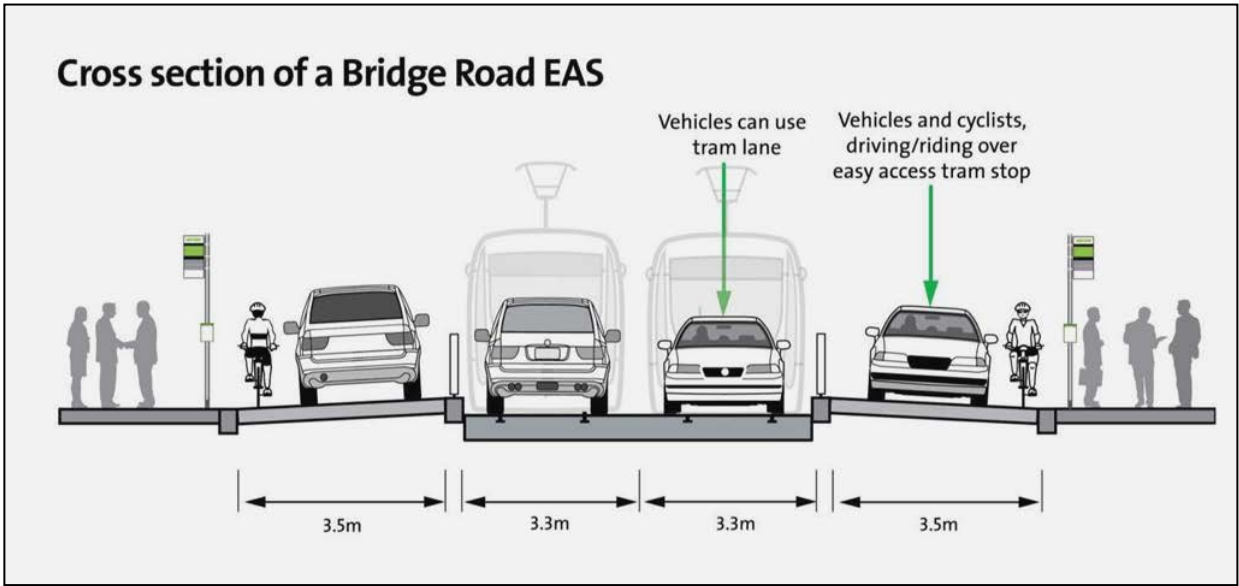 Cross section of a Bridge Road EAS
Vehicles can use
tram lane
Vehicles and cyclists,
driving/riding over
easy access tram stop
3.5m
3.3m
3.3m
3.5m